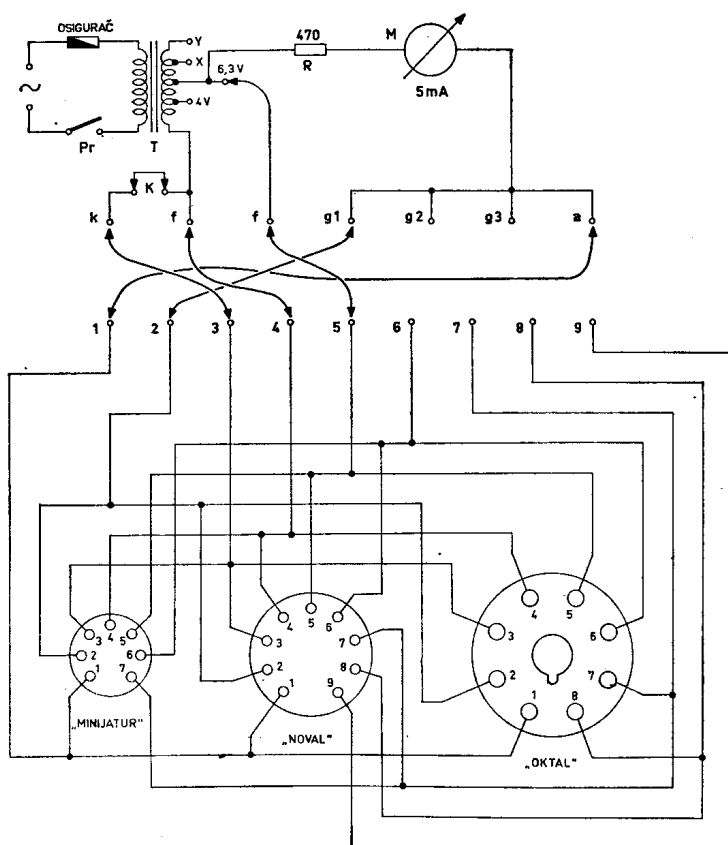 OSIGURAČ
Pr
T
Y
X
6,3 V
4V
470
R
M
5mA
K
k f f g1 g2 g3 a
1 2 3 4 5 6 7 8 9
1 2 3 4 5 6 7
„MINIJATUR"
1 2 3 4 5 6 7 8 9
„NOVAL"
1 2 3 4 5 6 7 8
„OKTAL"